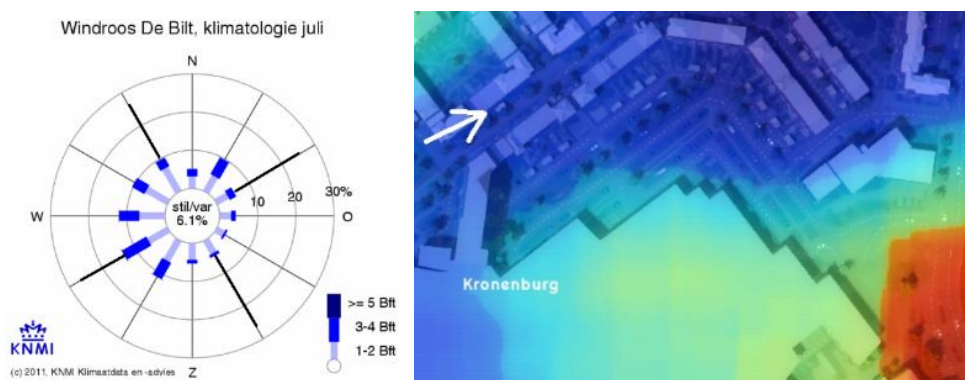 Windroos De Bilt, klimatologie juli
N
30%
20
10
W
stil/var
6.1%
O
>= 5 Bft
3-4 Bft
1-2 Bft
Z
KNMI
(c) 2011, KNMI Klimaatdata en -advies
Kronenburg